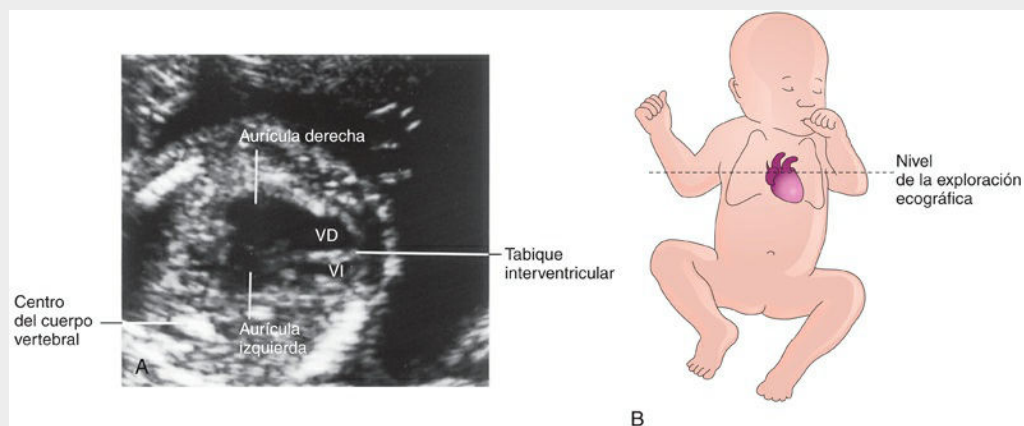 Aurícula derecha
VD
VI
Tabique
interventricular
Centro
del cuerpo
vertebral
Aurícula
izquierda
A
Nivel
de la exploración
ecográfica
B